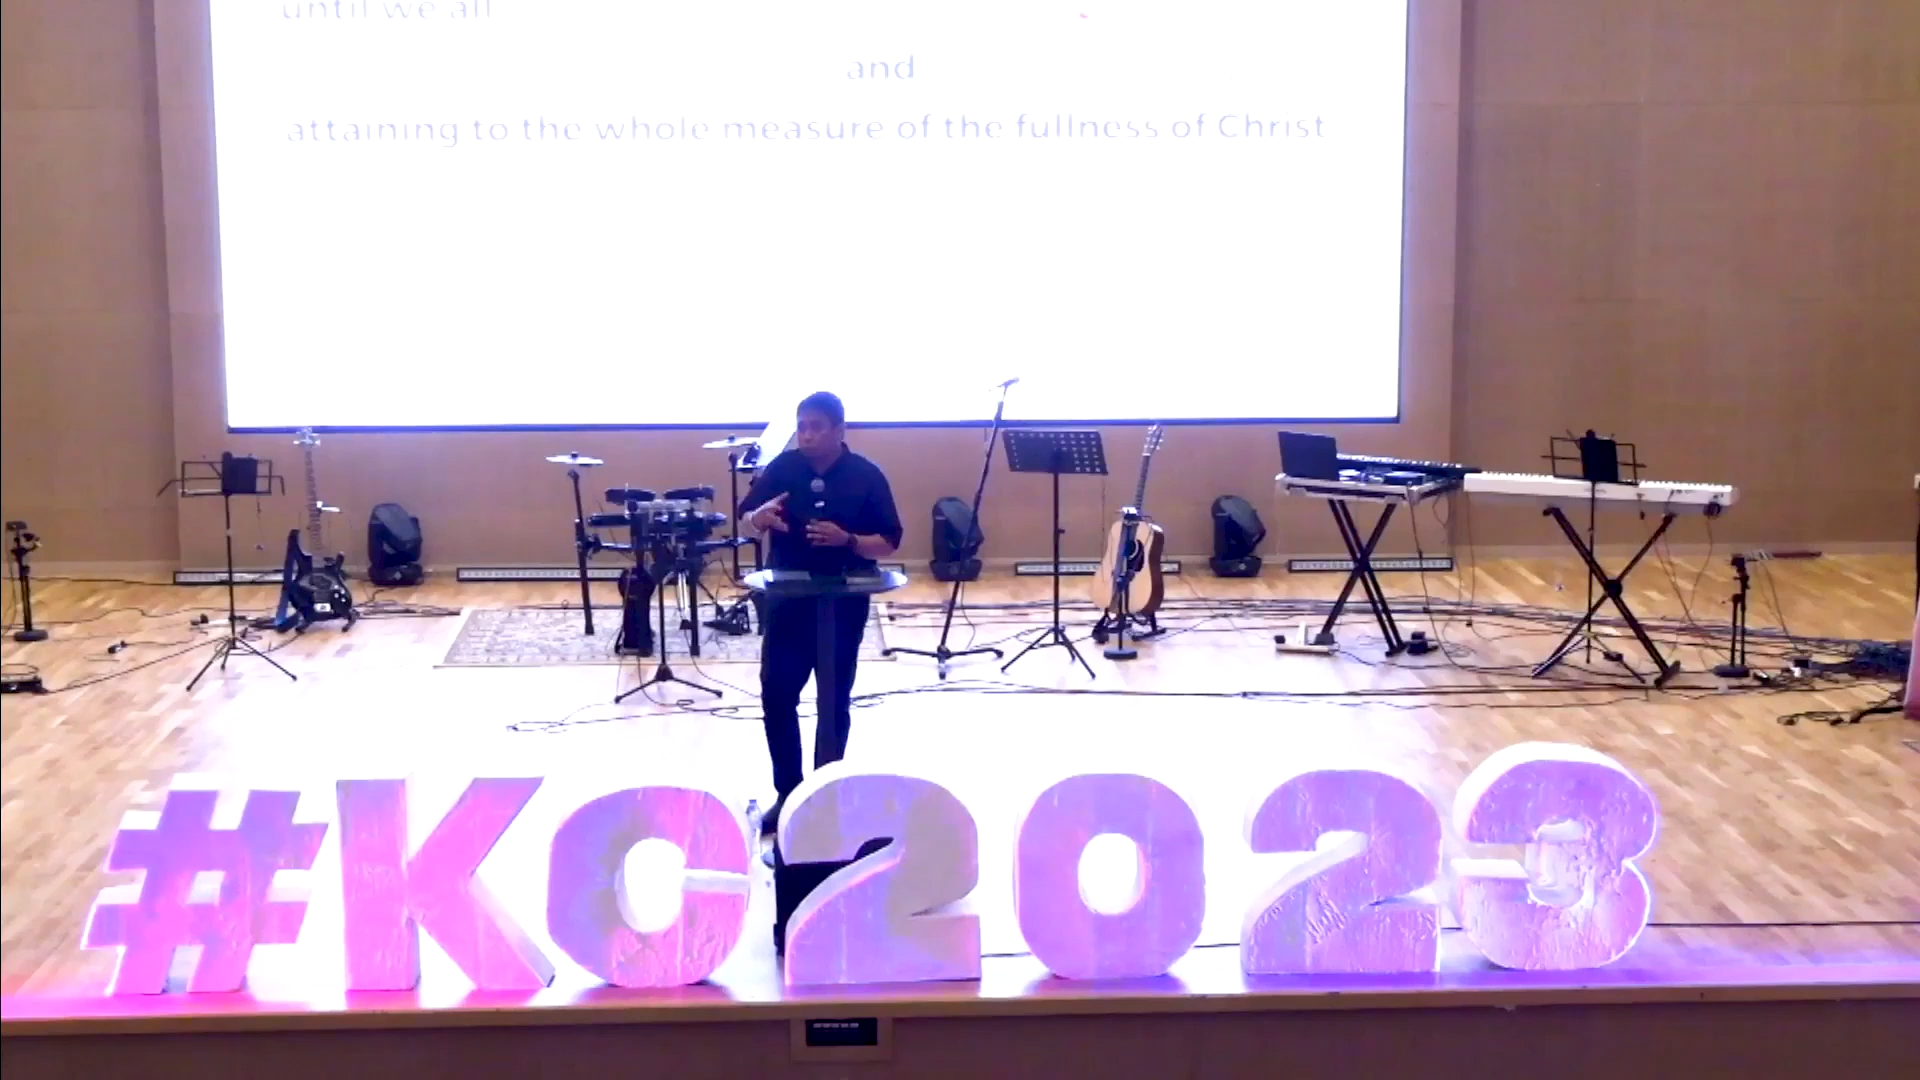 until we all
and
attaining to the whole measure of the fullness of Christ
#KC2023